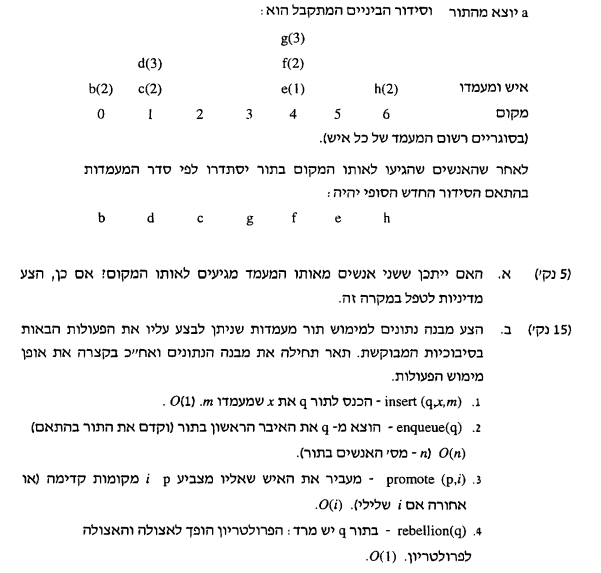 a יוצא מהתור וסידור הביניים המתקבל הוא:
g(3)
d(3) f(2)
b(2) c(2) e(1) h(2) איש ומעמדו
0 1 2 3 4 5 6 מקום
(בסוגריים רשום המעמד של כל איש).
לאחר שהאנשים שהגיעו לאותו המקום בתור יסתדרו לפי סדר המעמדות
בהתאם הסידור החדש הסופי יהיה:
b d c g f e h
(5 נק') א. האם ייתכן ששני אנשים מאותו המעמד מגיעים לאותו המקום? אם כן, הצע
מדיניות לטפל במקרה זה.
(15 נק') ב. הצע מבנה נתונים למימוש תור מעמדות שניתן לבצע עליו את הפעולות הבאות
בסיבוכיות המבוקשת. תאר תחילה את מבנה הנתונים ואח"כ בקצרה את אופן
מימוש הפעולות.
1. insert (q,x,m) - הכנס לתור q את x שמעמדו m. O(1) .
2. enqueue(q) - הוצא מ- q את האיבר הראשון בתור (וקדם את התור בהתאם)
O(n) (n - מס' האנשים בתור).
3. promote (p,i) - מעביר את האיש שאליו מצביע p i מקומות קדימה (או
אחורה אם i שלילי). O(i).
4. rebellion(q) - בתור q יש מרד: הפרולטריון הופך לאצולה והאצולה
לפרולטריון. O(1).